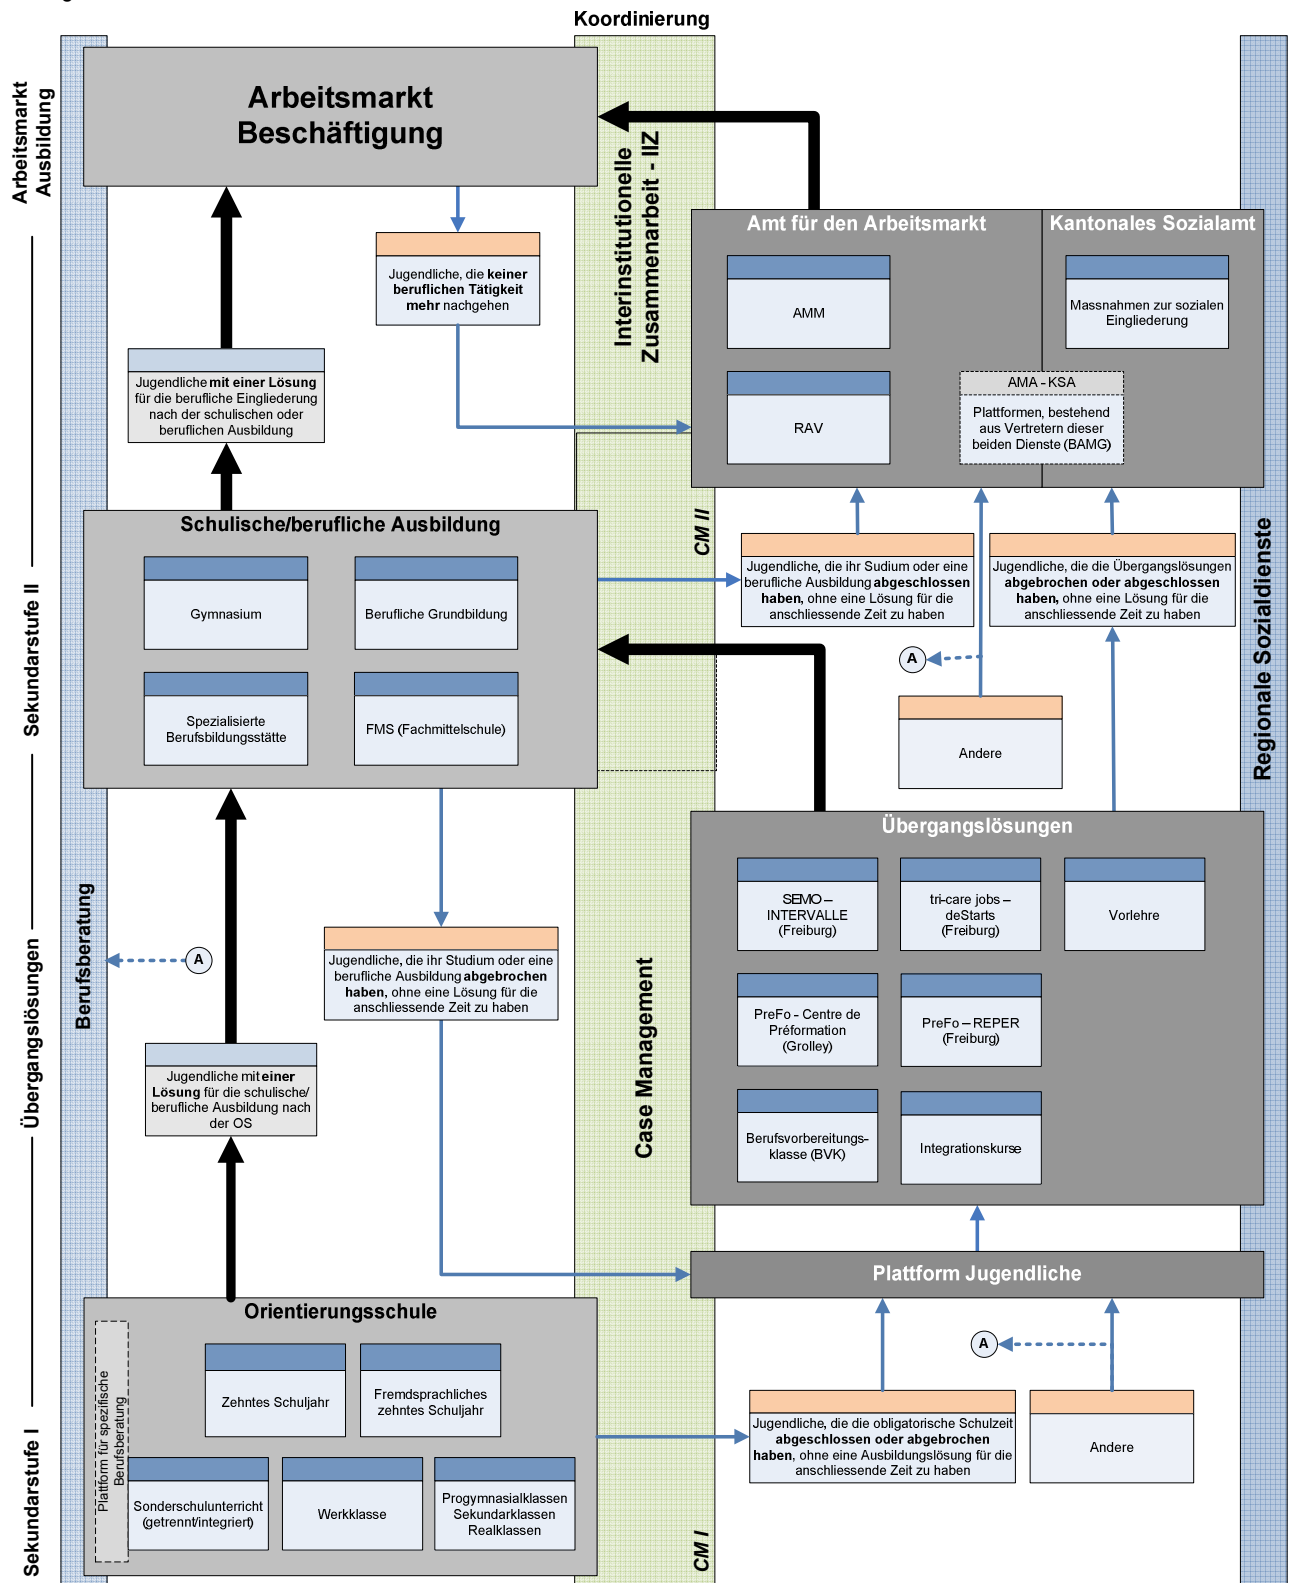 Koordinierung
Arbeitsmarkt
Ausbildung
Arbeitsmarkt
Beschäftigung
Interinstitutionelle
Zusammenarbeit - IIZ
Amt für den Arbeitsmarkt
Kantonales Sozialamt
Jugendliche, die keiner
beruflichen Tätigkeit
mehr nachgehen
AMM
Massnahmen zur sozialen
Eingliederung
Jugendliche mit einer Lösung
für die berufliche Eingliederung
nach der schulischen oder
beruflichen Ausbildung
RAV
AMA - KSA
Plattformen, bestehend
aus Vertretern dieser
beiden Dienste (BAMG)
Sekundarstufe II
Schulische/berufliche Ausbildung
Gymnasium
Berufliche Grundbildung
Spezialisierte
Berufsbildungsstätte
FMS (Fachmittelschule)
CM II
Jugendliche, die ihr Sudium oder eine
berufliche Ausbildung abgeschlossen
haben, ohne eine Lösung für die
anschliessende Zeit zu haben
Jugendliche, die die Übergangslösungen
abgebrochen oder abgeschlossen
haben, ohne eine Lösung für die
anschliessende Zeit zu haben
A
Andere
Regionale Sozialdienste
Übergangslösungen
Berufsberatung
A
Jugendliche, die ihr Studium oder eine
berufliche Ausbildung abgebrochen
haben, ohne eine Lösung für die
anschliessende Zeit zu haben
Jugendliche mit einer
Lösung für die schulische/
berufliche Ausbildung nach
der OS
Case Management
Übergangslösungen
SEMO –
INTERVALLE
(Freiburg)
tri-care jobs –
deStarts
(Freiburg)
Vorlehre
PreFo - Centre de
Préformation
(Grolley)
PreFo – REPER
(Freiburg)
Berufsvorbereitungs-
klasse (BVK)
Integrationskurse
Plattform Jugendliche
Sekundarstufe I
Orientierungsschule
Plattform für spezifische
Berufsberatung
Zehntes Schuljahr
Fremdsprachliches
zehntes Schuljahr
Sonderschulunterricht
(getrennt/integriert)
Werkklasse
Progymnasialklassen
Sekundarklassen
Realklassen
CM I
A
Jugendliche, die die obligatorische Schulzeit
abgeschlossen oder abgebrochen
haben, ohne eine Ausbildungslösung für die
anschliessende Zeit zu haben
Andere